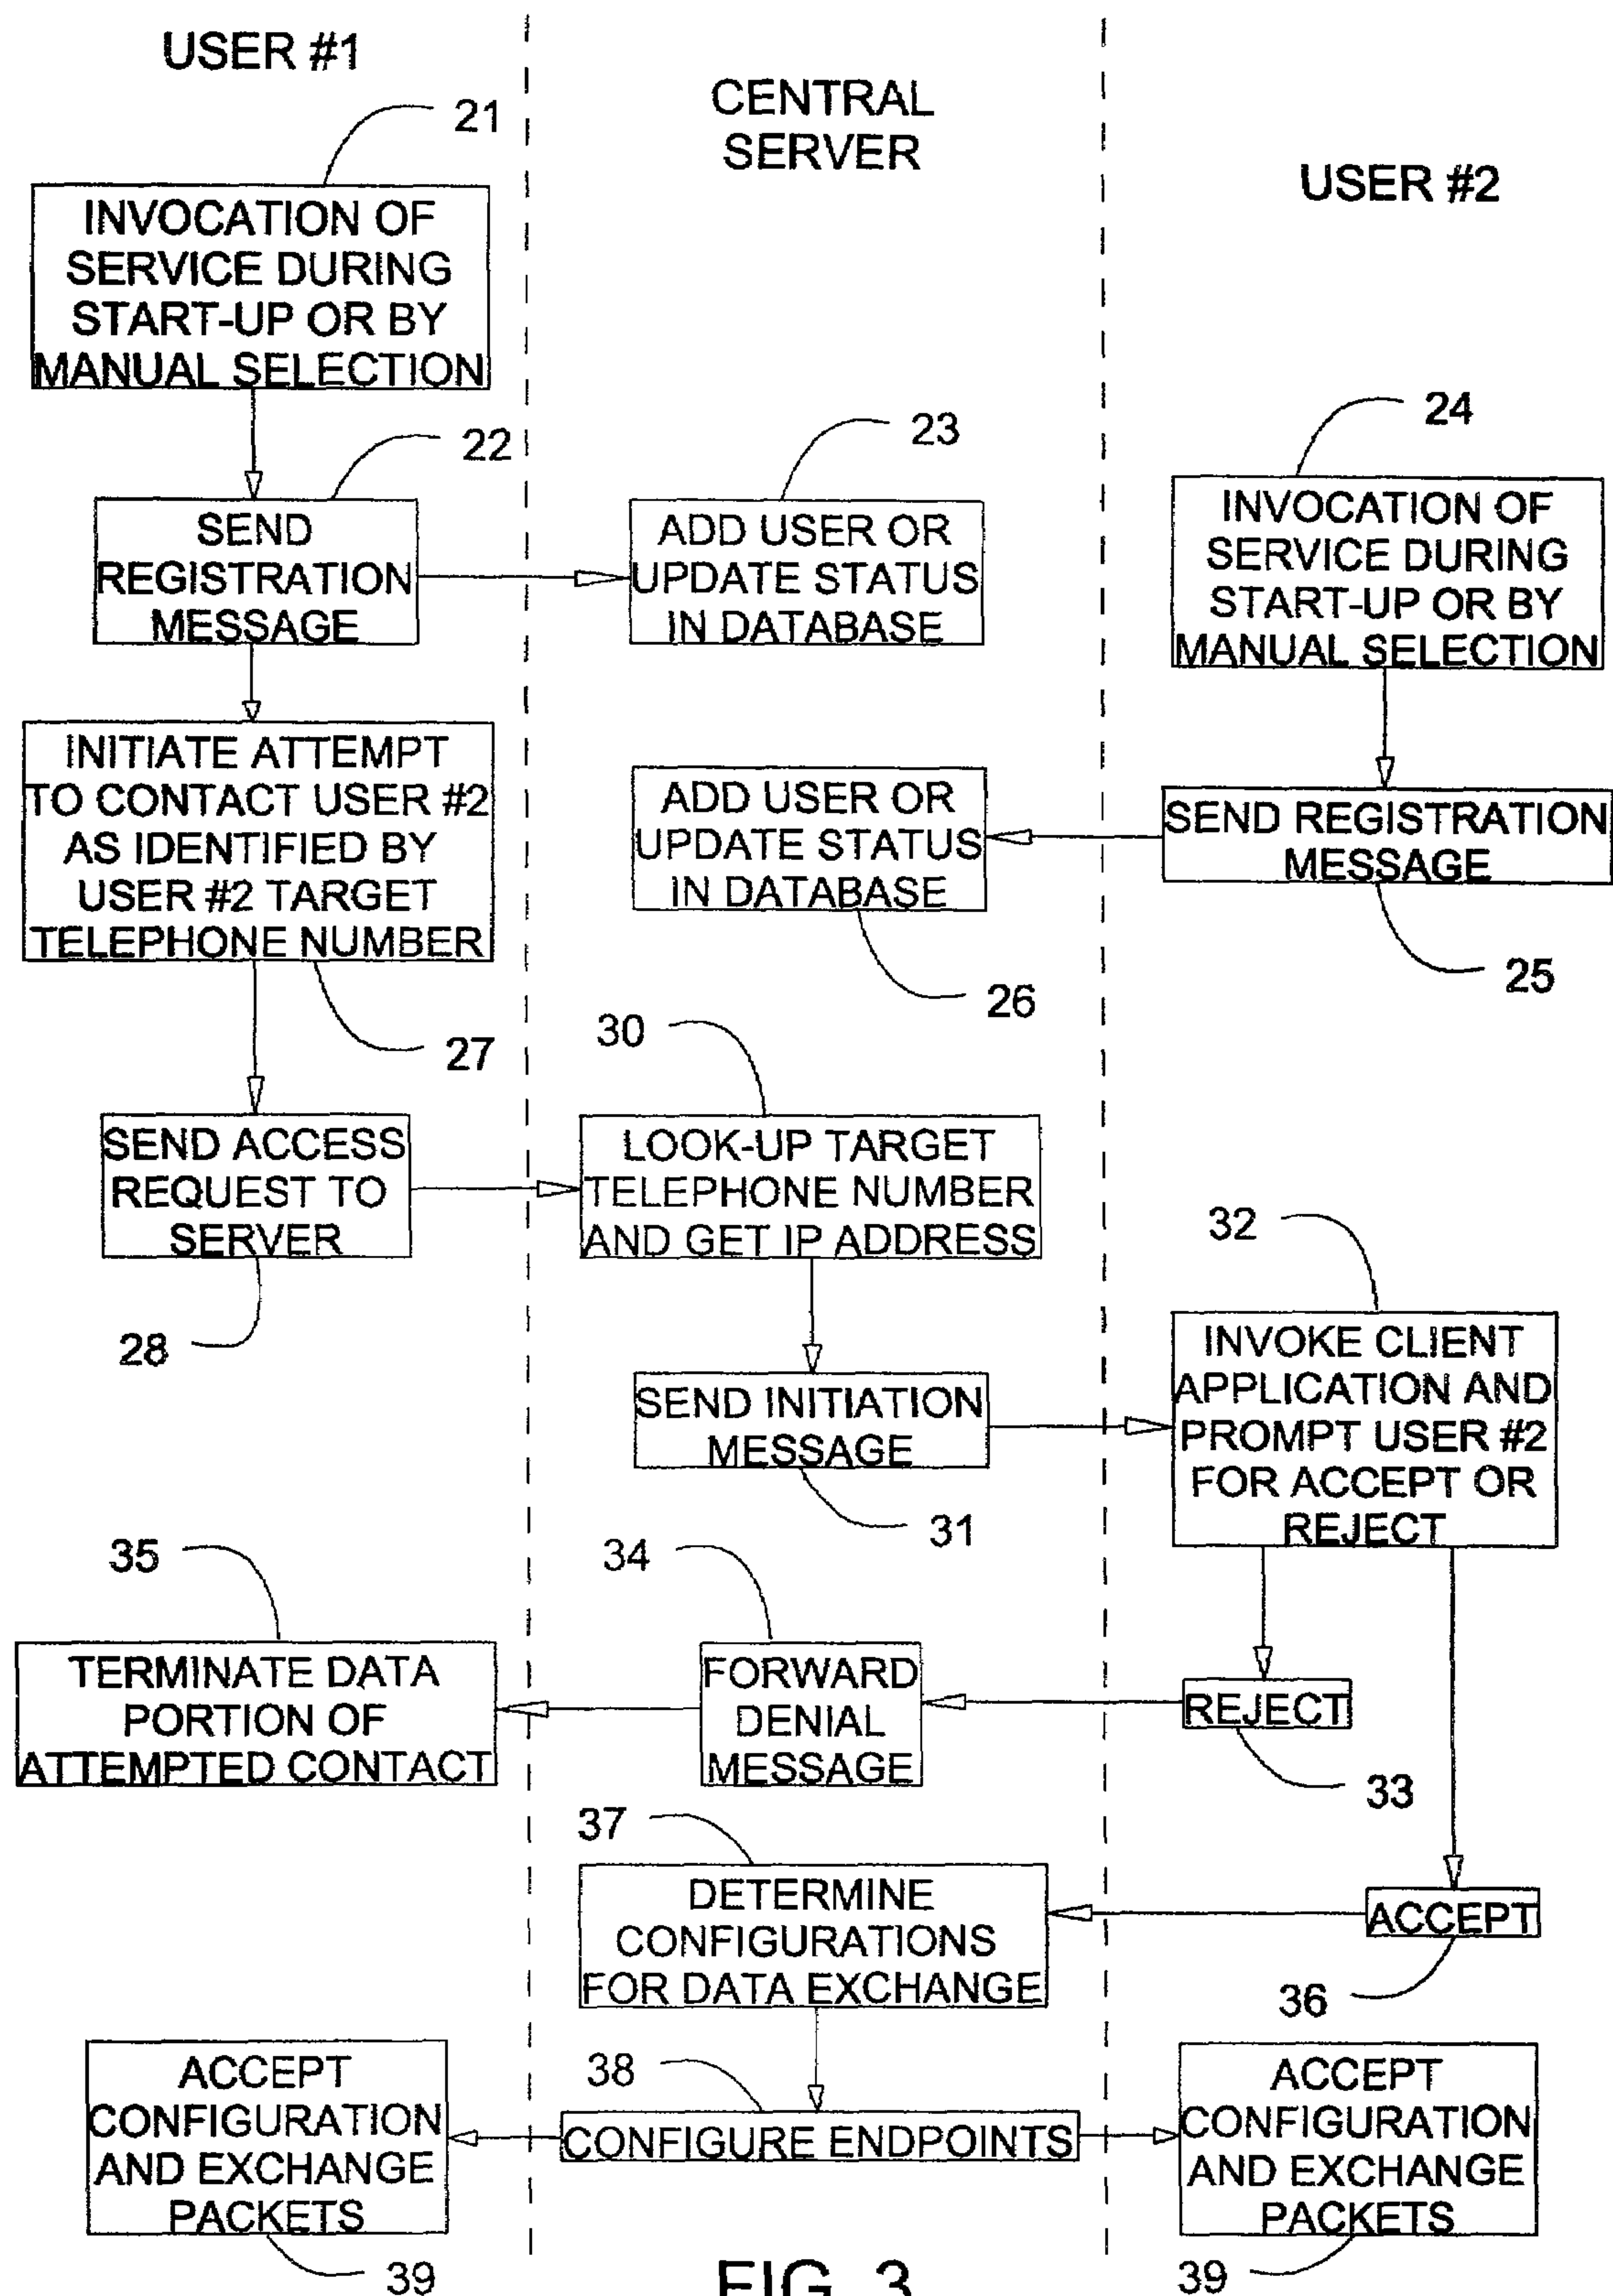 USER #1
CENTRAL
SERVER
USER #2
21
INVOCATION OF
SERVICE DURING
START-UP OR BY
MANUAL SELECTION
22
SEND
REGISTRATION
MESSAGE
23
ADD USER OR
UPDATE STATUS
IN DATABASE
24
INVOCATION OF
SERVICE DURING
START-UP OR BY
MANUAL SELECTION
INITIATE ATTEMPT
TO CONTACT USER #2
AS IDENTIFIED BY
USER #2 TARGET
TELEPHONE NUMBER
27
ADD USER OR
UPDATE STATUS
IN DATABASE
26
SEND REGISTRATION
MESSAGE
25
SEND ACCESS
REQUEST TO
SERVER
28
30
LOOK-UP TARGET
TELEPHONE NUMBER
AND GET IP ADDRESS
SEND INITIATION
MESSAGE
31
32
INVOKE CLIENT
APPLICATION AND
PROMPT USER #2
FOR ACCEPT OR
REJECT
35
TERMINATE DATA
PORTION OF
ATTEMPTED CONTACT
34
FORWARD
DENIAL
MESSAGE
REJECT
33
37
DETERMINE
CONFIGURATIONS
FOR DATA EXCHANGE
ACCEPT
36
ACCEPT
CONFIGURATION
AND EXCHANGE
PACKETS
39
38
CONFIGURE ENDPOINTS
ACCEPT
CONFIGURATION
AND EXCHANGE
PACKETS
39
FIG. 3